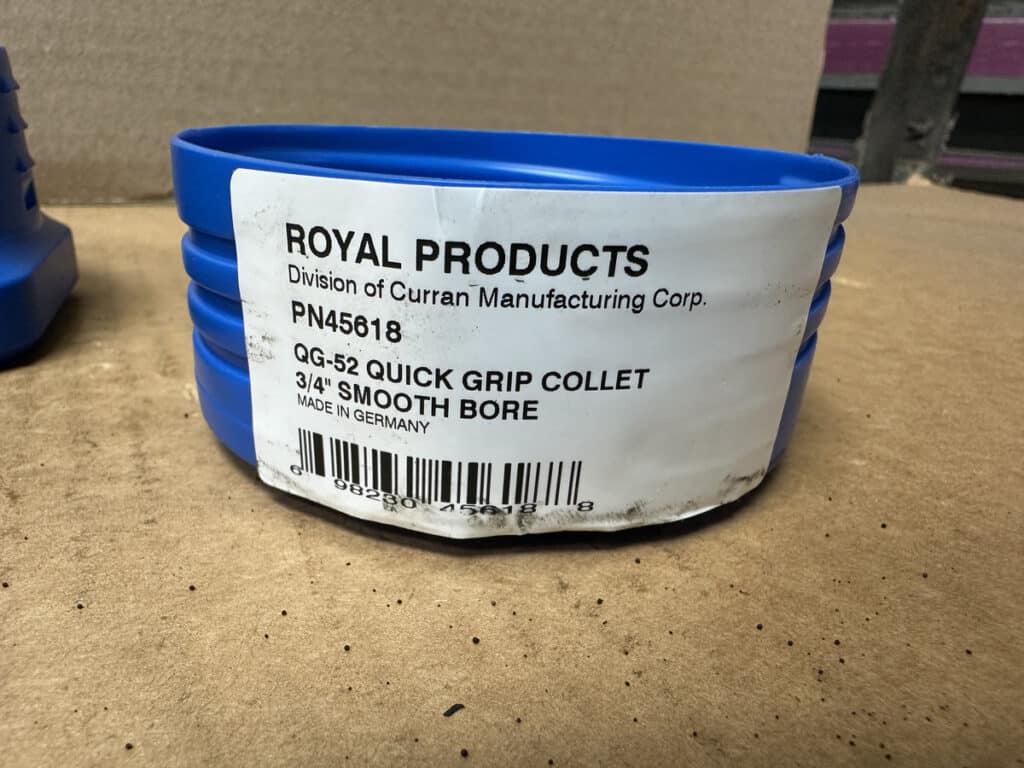 ROYAL PRODUCTS
Division of Curran Manufacturing Corp.
PN45618
QG-52 QUICK GRIP COLLET
3/4" SMOOTH BORE
MADE IN GERMANY
6 98230 45618 8
EA